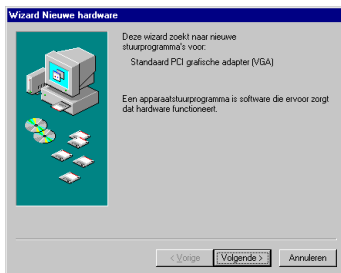 Wizard Nieuwe hardware
Deze wizard zoekt naar nieuwe
stuurprogramma's voor:
Standaard PCI grafische adapter (VGA)
Een apparaatstuurprogramma is software die ervoor zorgt
dat hardware functioneert.
< Vorige
Volgende >
Annuleren